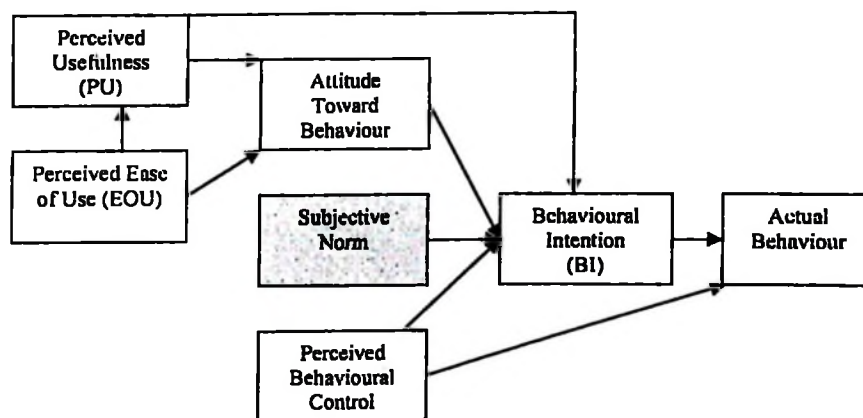 Perceived
Usefulness
(PU)
Attitude
Toward
Behaviour
Perceived Ease
of Use (EOU)
Subjective
Norm
Behavioural
Intention
(BI)
Actual
Behaviour
Perceived
Behavioural
Control